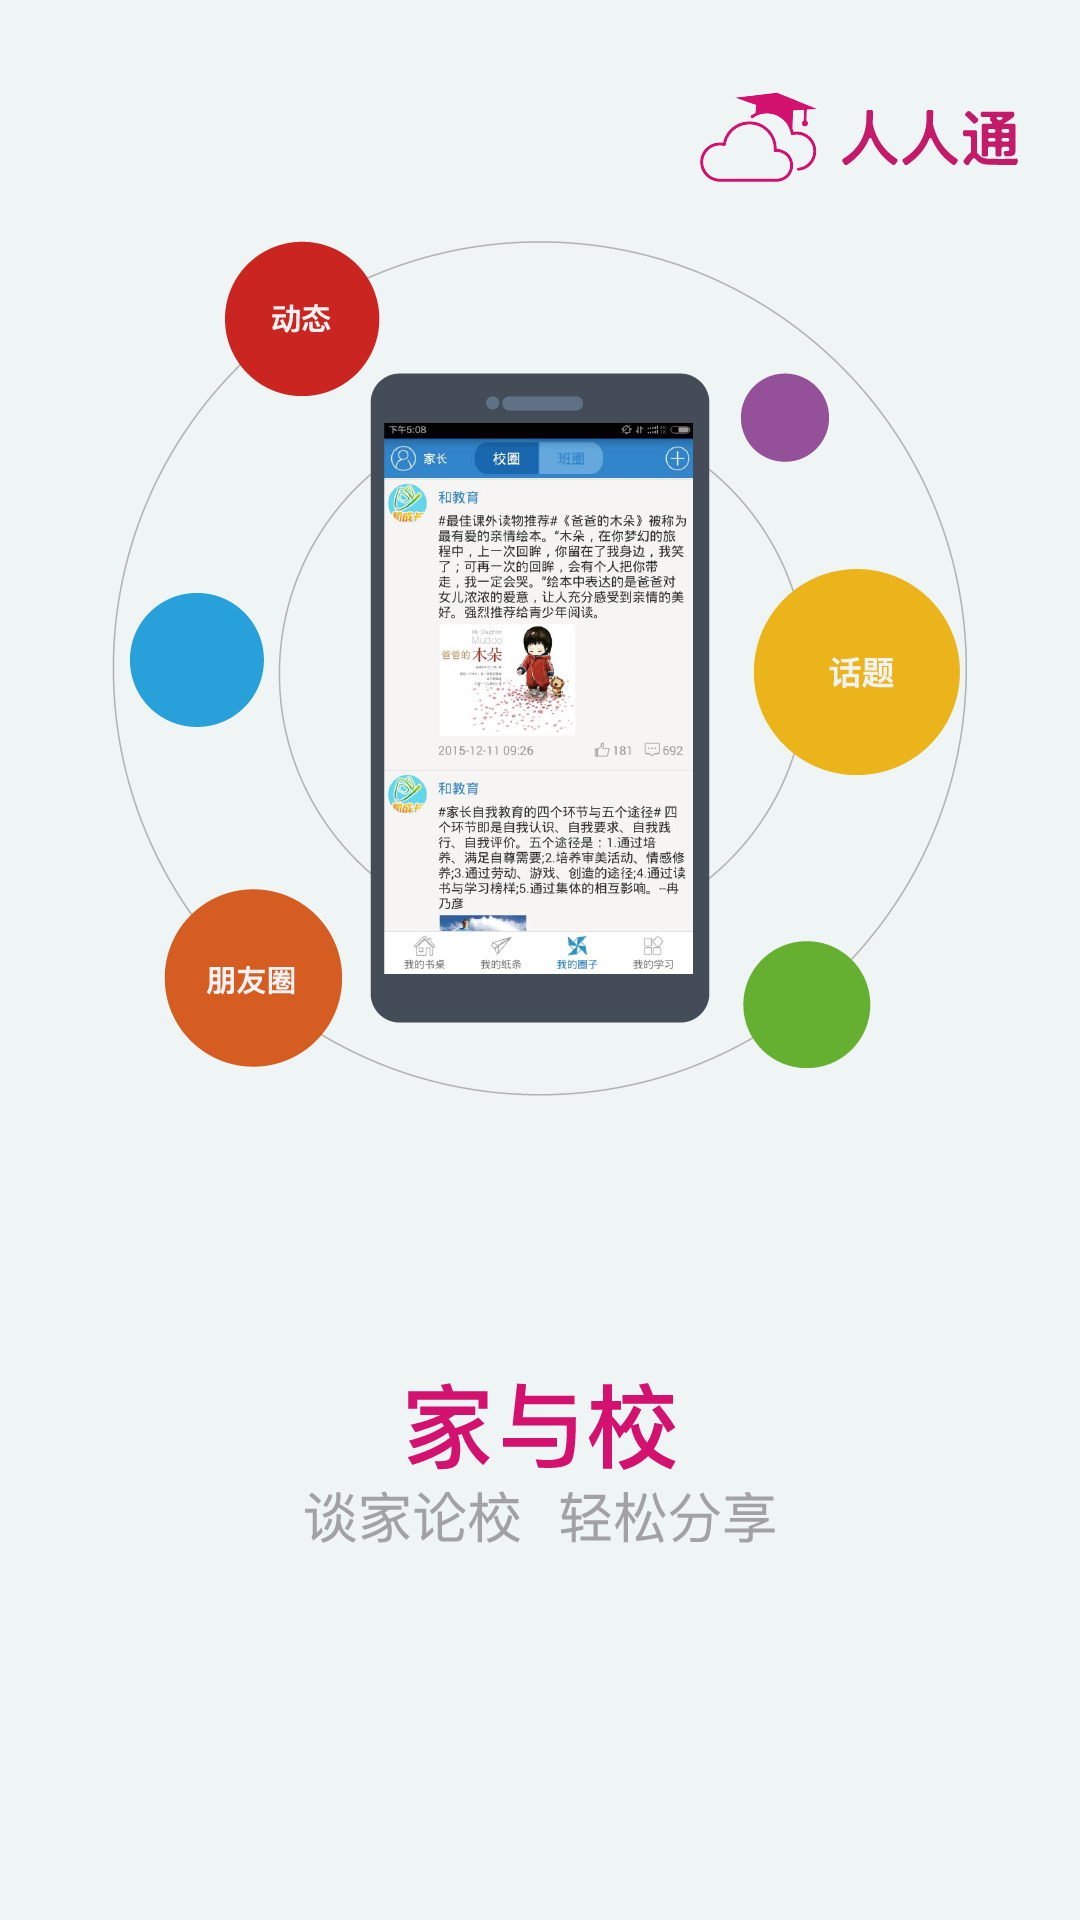 人人通
动态
下午5:08
家长
校圈
班圈
和教育
#最佳课外读物推荐#《爸爸的木朵》被称为
最有爱的亲情绘本。“木朵，在你梦幻的旅
程中，上一次回眸，你留在了我身边，我笑
了；可再一次的回眸，会有个人把你带
走，我一定会哭。”绘本中表达的是爸爸对
女儿浓浓的爱意，让人充分感受到亲情的美
好。强烈推荐给青少年阅读。
My Daughter
Mudoo
爸爸的木朵
2015-12-11 09:26
181
692
话题
和教育
#家长自我教育的四个环节与五个途径# 四
个环节即是自我认识、自我要求、自我践
行、自我评价。五个途径是：1.通过培
养、满足自尊需要;2.培养审美活动、情感修
养;3.通过劳动、游戏、创造的途径;4.通过读
书与学习榜样;5.通过集体的相互影响。--冉
乃彦
我的书桌
我的纸条
我的圈子
我的学习
朋友圈
家与校
谈家论校 轻松分享